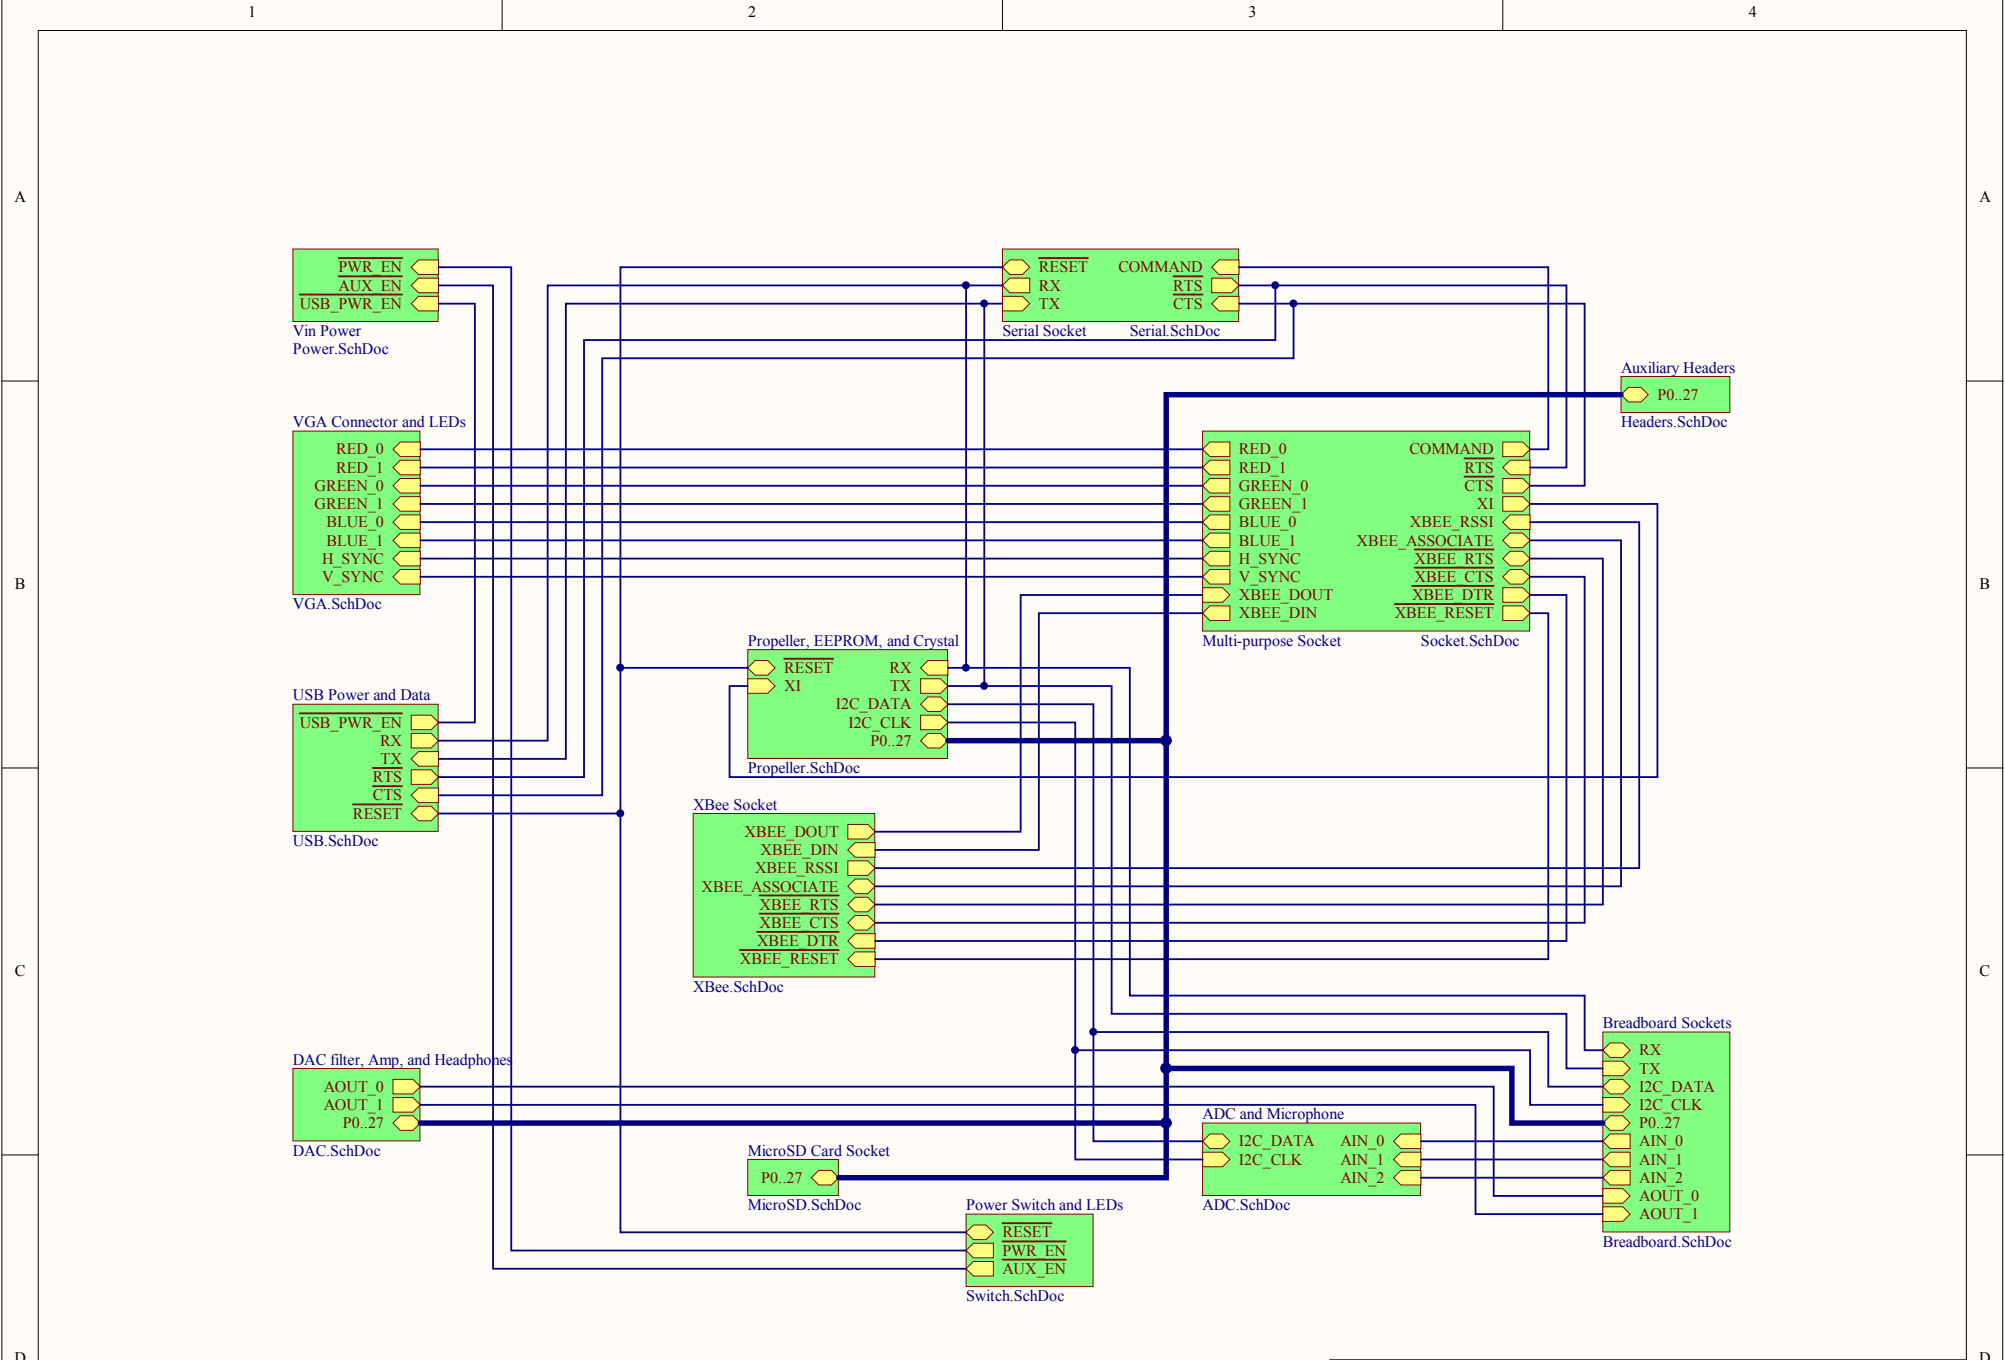 1 2 3 4
A A
B B
C C
D D
PWR_EN
AUX_EN
USB_PWR_EN
Vin Power
Power.SchDoc
RESET COMMAND
RX RTS
TX CTS
Serial Socket Serial.SchDoc
Auxiliary Headers
P0..27
Headers.SchDoc
VGA Connector and LEDs
RED_0
RED_1
GREEN_0
GREEN_1
BLUE_0
BLUE_1
H_SYNC
V_SYNC
VGA.SchDoc
RED_0 COMMAND
RED_1 RTS
GREEN_0 CTS
GREEN_1 XI
BLUE_0 XBEE_RSSI
BLUE_1 XBEE_ASSOCIATE
H_SYNC XBEE_RTS
V_SYNC XBEE_CTS
XBEE_DOUT XBEE_DTR
XBEE_DIN XBEE_RESET
Multi-purpose Socket Socket.SchDoc
Propeller, EEPROM, and Crystal
RESET RX
XI TX
I2C_DATA
I2C_CLK
P0..27
Propeller.SchDoc
USB Power and Data
USB_PWR_EN
RX
TX
RTS
CTS
RESET
USB.SchDoc
XBee Socket
XBEE_DOUT
XBEE_DIN
XBEE_RSSI
XBEE_ASSOCIATE
XBEE_RTS
XBEE_CTS
XBEE_DTR
XBEE_RESET
XBee.SchDoc
Breadboard Sockets
RX
TX
I2C_DATA
I2C_CLK
P0..27
AIN_0
AIN_1
AIN_2
AOUT_0
AOUT_1
Breadboard.SchDoc
DAC filter, Amp, and Headphones
AOUT_0
AOUT_1
P0..27
DAC.SchDoc
ADC and Microphone
I2C_DATA AIN_0
I2C_CLK AIN_1
AIN_2
ADC.SchDoc
MicroSD Card Socket
P0..27
MicroSD.SchDoc
Power Switch and LEDs
RESET
PWR_EN
AUX_EN
Switch.SchDoc